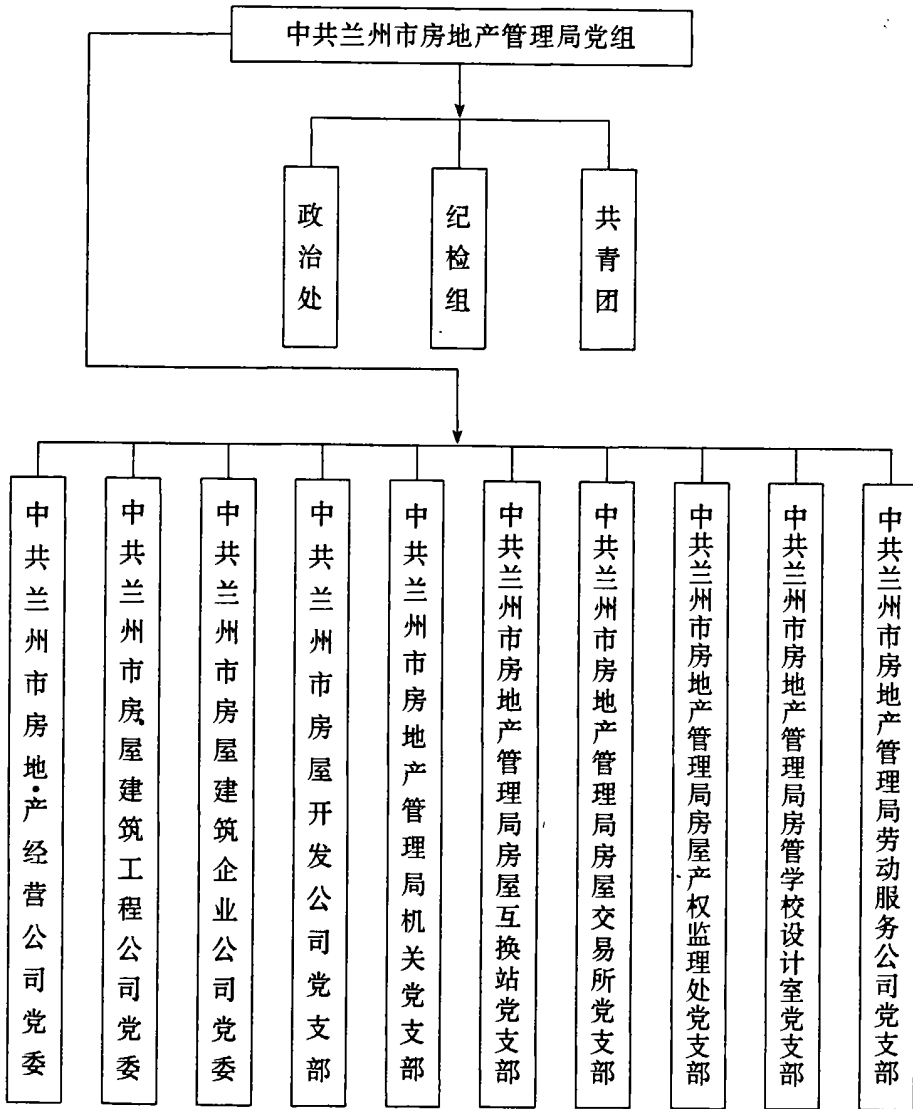 中共兰州市房地产管理局党组
政治处
纪检组
共青团
中共兰州市房地·产经营公司党委
中共兰州市房屋建筑工程公司党委
中共兰州市房屋建筑企业公司党委
中共兰州市房屋开发公司党支部
中共兰州市房地产管理局机关党支部
中共兰州市房地产管理局房屋互换站党支部
中共兰州市房地产管理局房屋交易所党支部
中共兰州市房地产管理局房屋产权监理处党支部
中共兰州市房地产管理局房管学校设计室党支部
中共兰州市房地产管理局劳动服务公司党支部